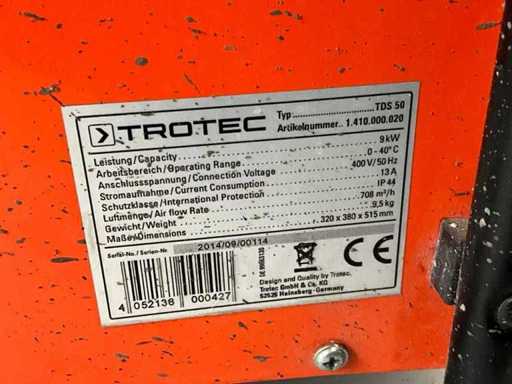 TROTEC
Typ TDS 50
Artikelnummer 1.410.000.020
Leistung/Capacity 9 kW
Arbeitsbereich/Operating Range 0 - 40°C
Anschlussspannung/Connection Voltage 400 V/50 Hz
Stromaufnahme/Current Consumption 13 A
Schutzklasse/International Protection IP 44
Luftmenge/Air flow Rate 708 m³/h
Gewicht/Weight 9,5 kg
Maße/Dimensions 320 x 380 x 515 mm
Seriel-No./Serien-Nr 2014/09/00114
4 052138 000427
CE
Design and Quality by Trotec.
Trotec GmbH & Co. KG
52525 Heinsberg - Germany